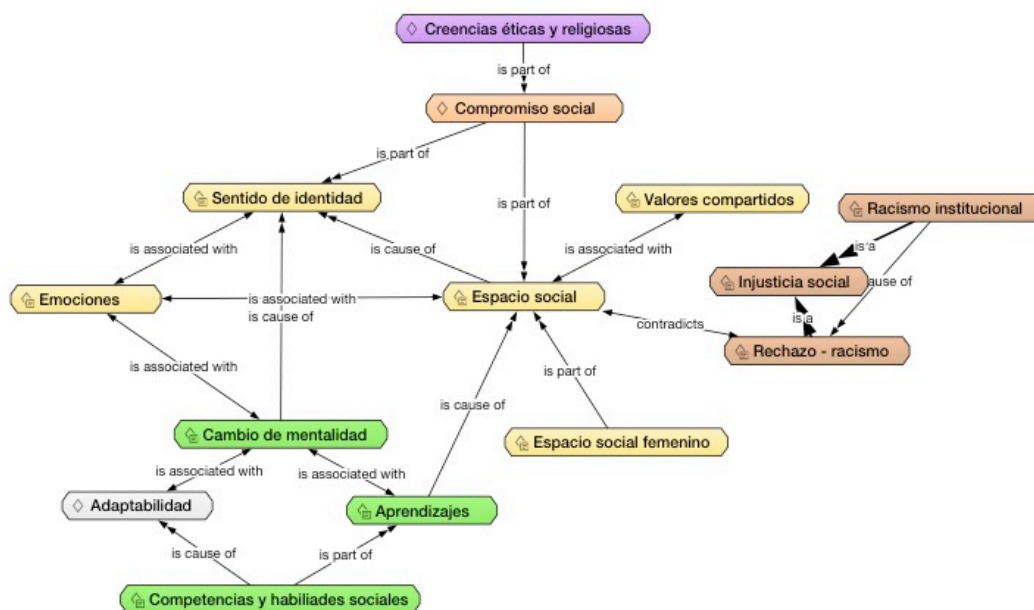 Creencias éticas y religiosas
is part of
Compromiso social
is part of
Sentido de identidad
is part of
Valores compartidos
Racismo institucional
is associated with
is cause of
is associated with
is a
Emociones
is associated with
is cause of
Espacio social
Injusticia social
ause of
contradicts
is a
Rechazo - racismo
is associated with
is part of
is cause of
Cambio de mentalidad
Espacio social femenino
is associated with
is associated with
Adaptabilidad
Aprendizajes
is cause of
is part of
Competencias y habiliades sociales